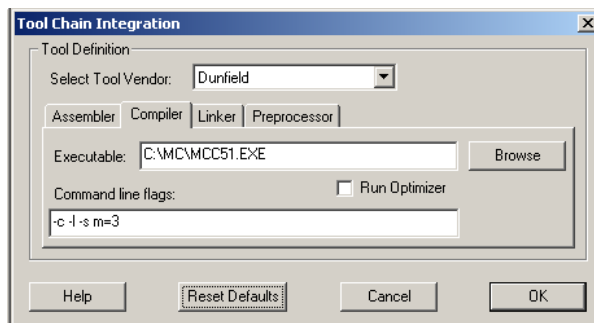 Tool Chain Integration
Tool Definition
Select Tool Vendor: Dunfield
Assembler Compiler Linker Preprocessor
Executable: C:\MC\MCC51.EXE Browse
Command line flags: Run Optimizer
-c -l -s m=3
Help Reset Defaults Cancel OK